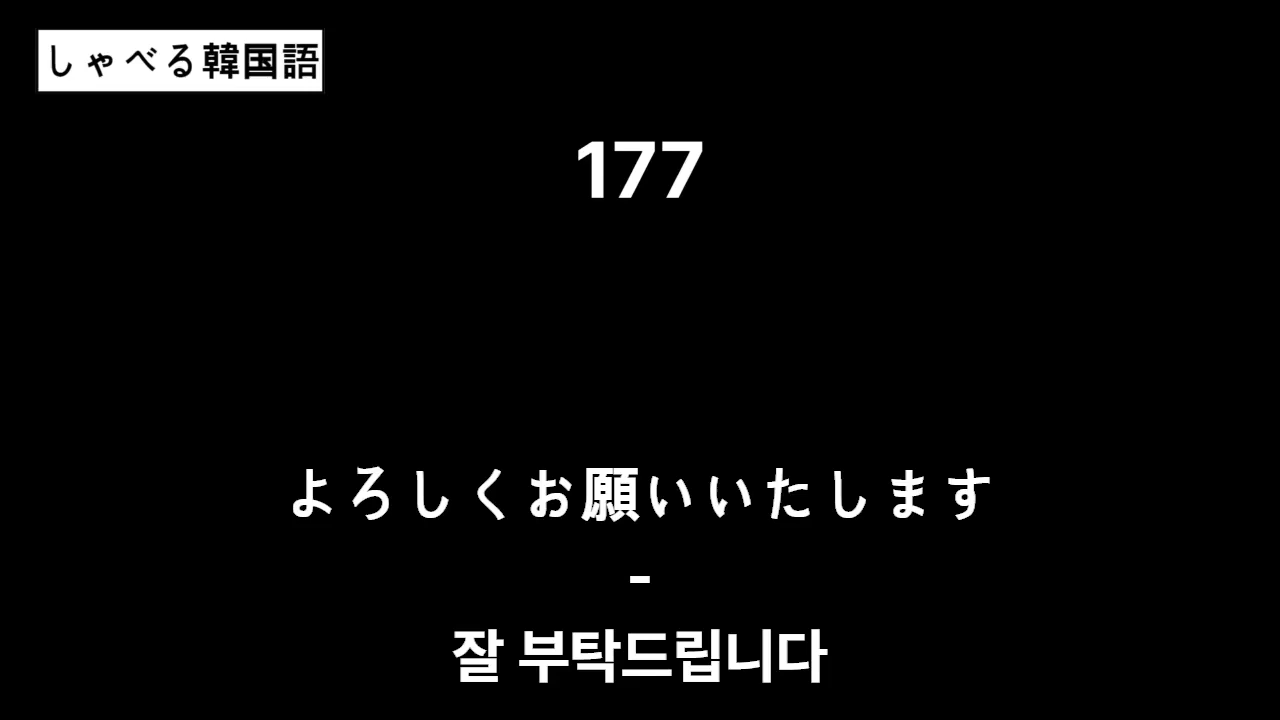 しゃべる韓国語
177
よろしくお願いいたします
-
잘 부탁드립니다